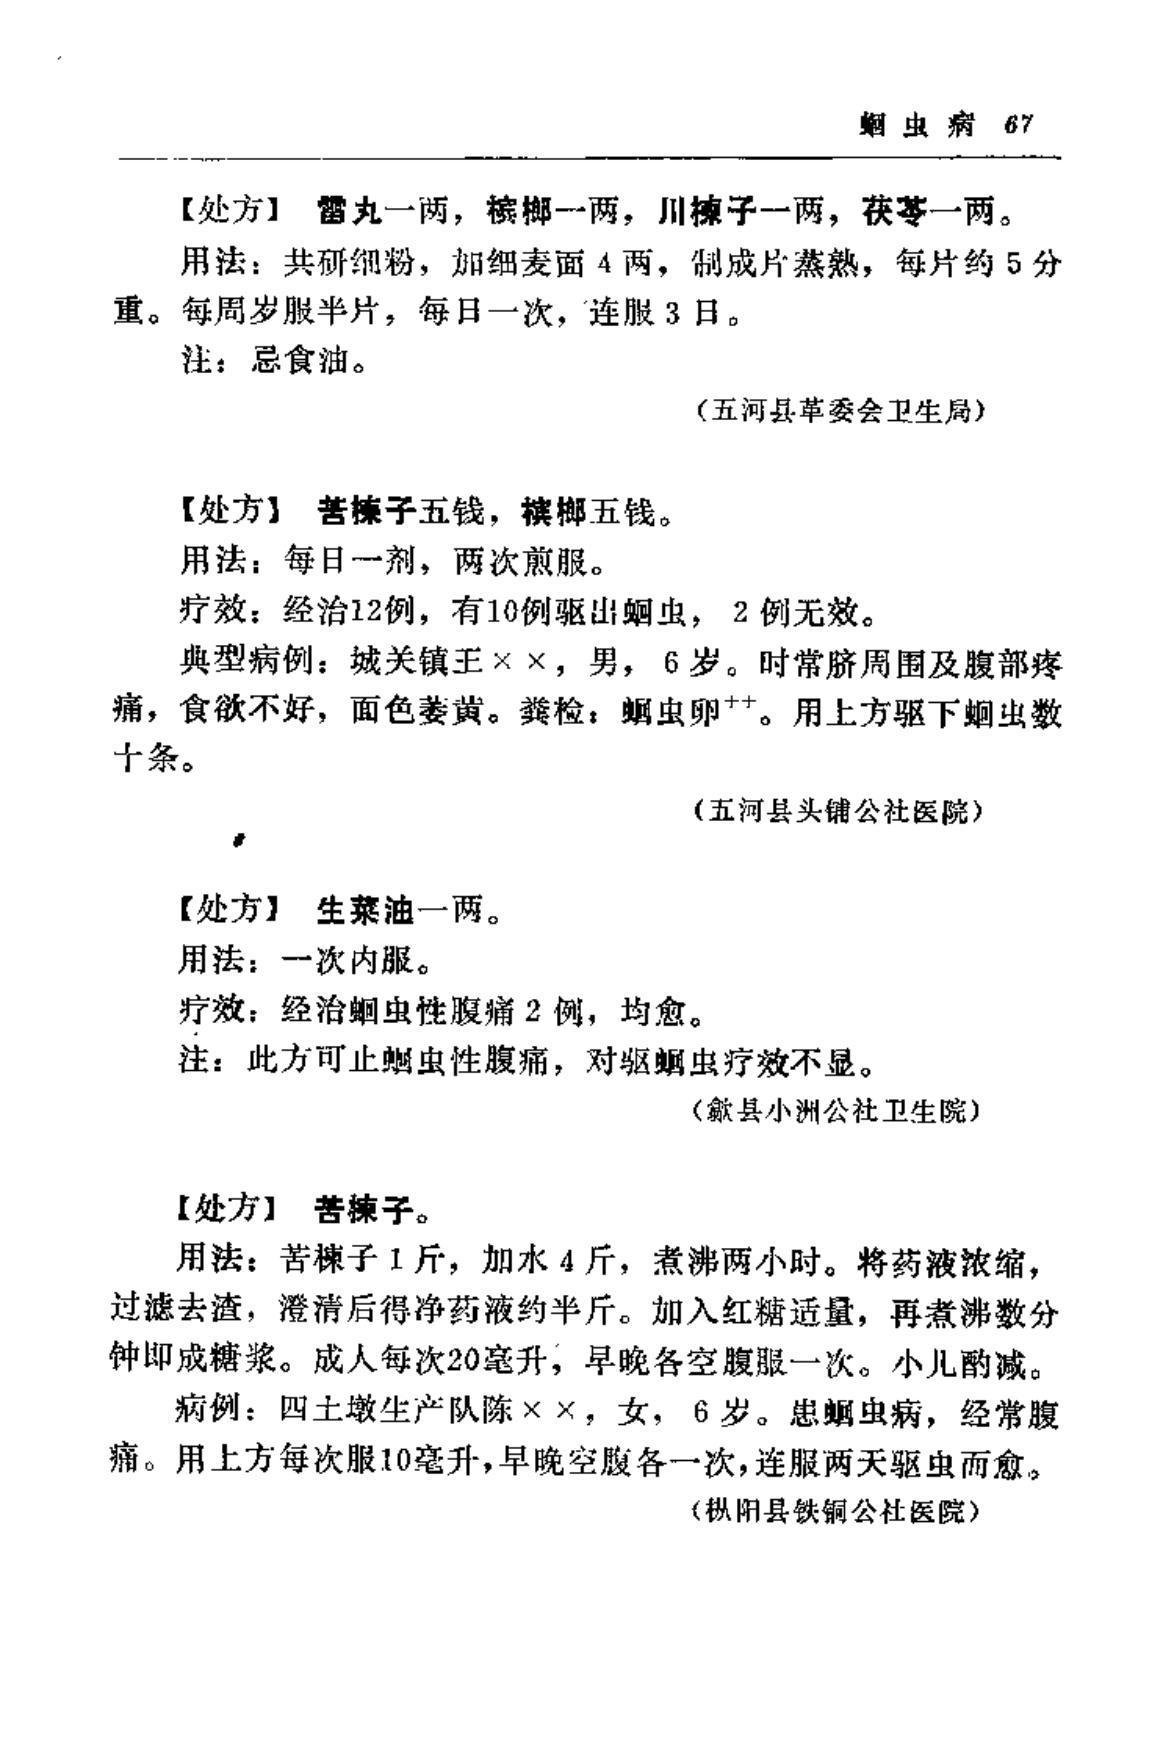 蛔虫病 67
【处方】 雷丸一两，槟榔一两，川楝子一两，茯苓一两。
用法：共研细粉，加细麦面4两，制成片蒸熟，每片约5分
重。每周岁服半片，每日一次，连服3日。
注：忌食油。
（五河县革委会卫生局）
【处方】 苦楝子五钱，槟榔五钱。
用法：每日一剂，两次煎服。
疗效：经治12例，有10例驱出蛔虫，2例无效。
典型病例：城关镇王××，男，6岁。时常脐周围及腹部疼
痛，食欲不好，面色萎黄。粪检：蛔虫卵⁺⁺。用上方驱下蛔虫数
十条。
（五河县头铺公社医院）
【处方】 生菜油一两。
用法：一次内服。
疗效：经治蛔虫性腹痛2例，均愈。
注：此方可止蛔虫性腹痛，对驱蛔虫疗效不显。
（歙县小洲公社卫生院）
【处方】 苦楝子。
用法：苦楝子1斤，加水4斤，煮沸两小时。将药液浓缩，
过滤去渣，澄清后得净药液约半斤。加入红糖适量，再煮沸数分
钟即成糖浆。成人每次20毫升，早晚各空腹服一次。小儿酌减。
病例：四土墩生产队陈××，女，6岁。患蛔虫病，经常腹
痛。用上方每次服10毫升，早晚空腹各一次，连服两天驱虫而愈。
（枞阳县铁铜公社医院）